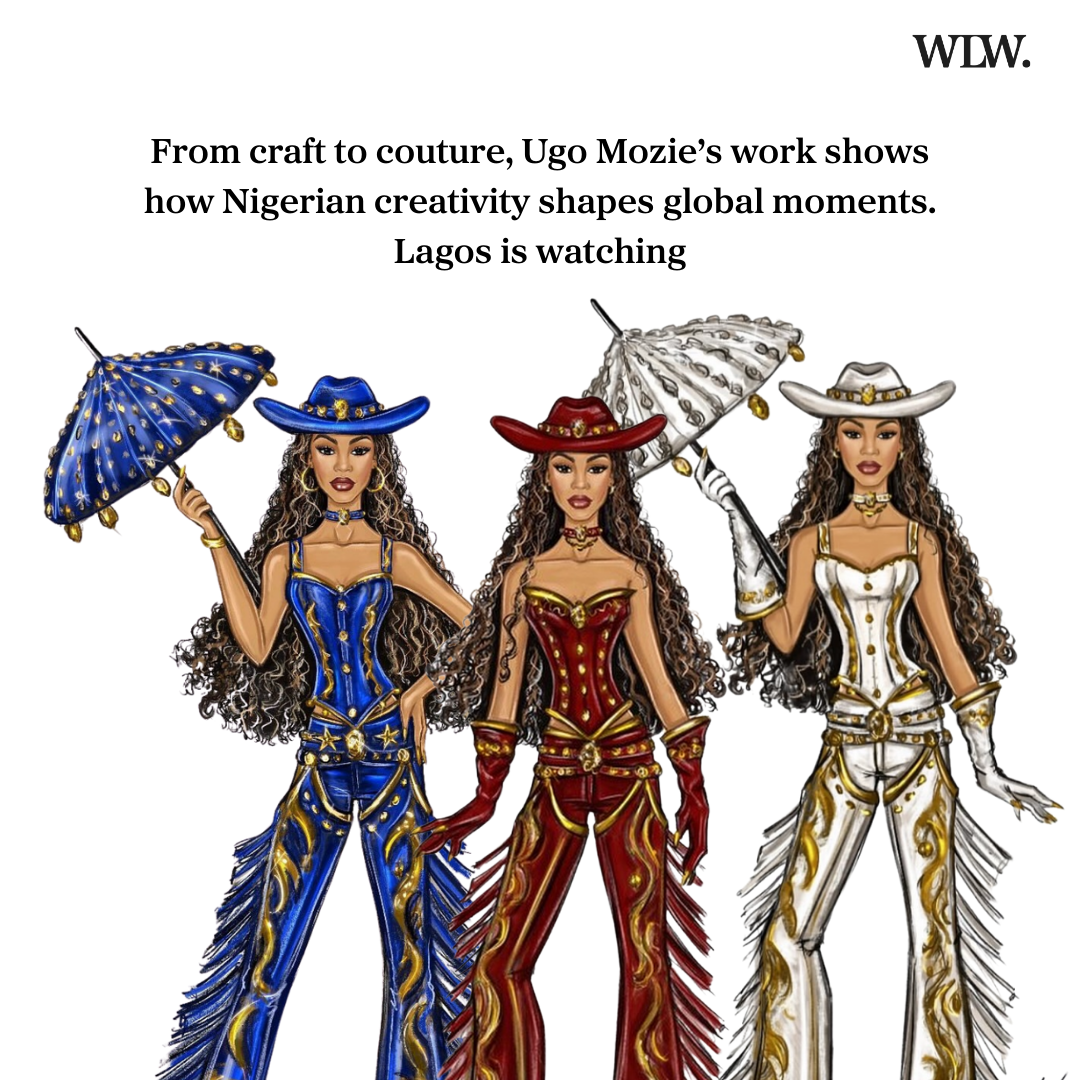 WLW.
From craft to couture, Ugo Mozie’s work shows
how Nigerian creativity shapes global moments.
Lagos is watching